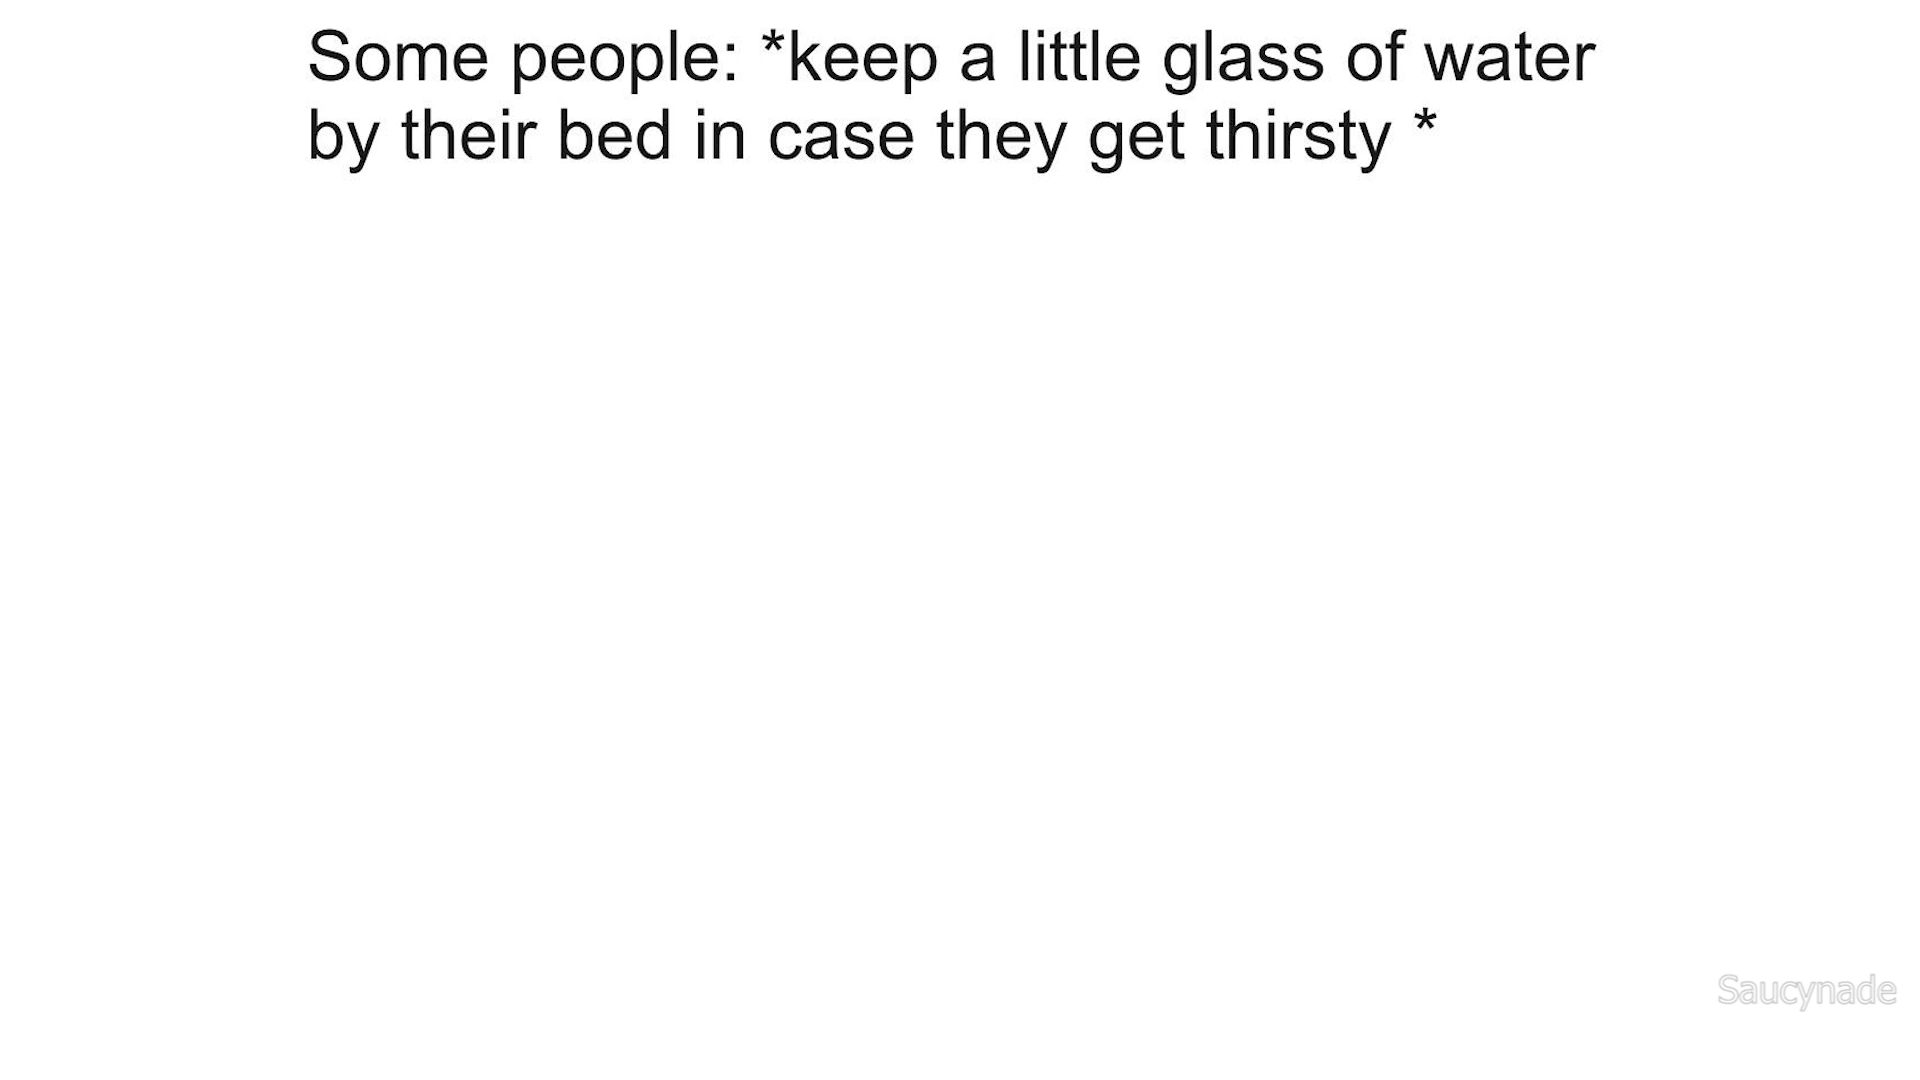 Some people: *keep a little glass of water
by their bed in case they get thirsty *
Saucynade